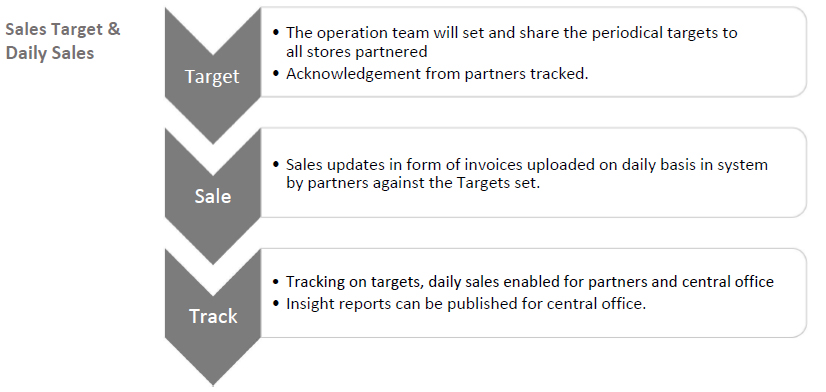 Sales Target &
Daily Sales
Target
• The operation team will set and share the periodical targets to
all stores partnered
• Acknowledgement from partners tracked.
Sale
• Sales updates in form of invoices uploaded on daily basis in system
by partners against the Targets set.
Track
• Tracking on targets, daily sales enabled for partners and central office
• Insight reports can be published for central office.